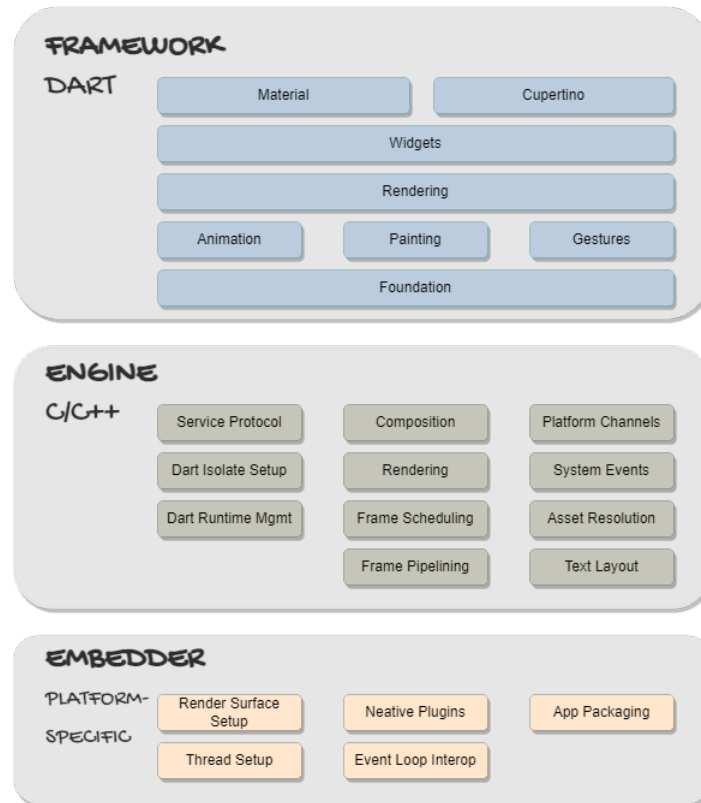 FRAMEWORK
DART
Material
Cupertino
Widgets
Rendering
Animation
Painting
Gestures
Foundation
ENGINE
C/C++
Service Protocol
Composition
Platform Channels
Dart Isolate Setup
Rendering
System Events
Dart Runtime Mgmt
Frame Scheduling
Asset Resolution
Frame Pipelining
Text Layout
EMBEDDER
PLATFORM-
SPECIFIC
Render Surface
Setup
Neative Plugins
App Packaging
Thread Setup
Event Loop Interop